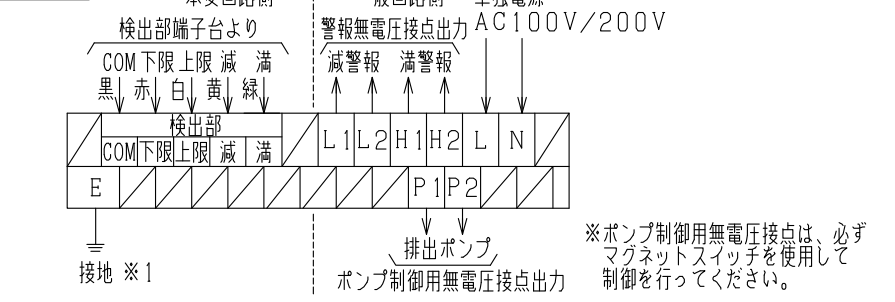 検出部端子台より
警報無電圧接点出力
AC100V/200V
COM 下限 上限 減 満
減警報 満警報
黒 赤 白 黄 緑
検出部
COM 下限 上限 減 満
L1 L2 H1 H2 L N
E P1 P2
排出ポンプ
接地 ※1
ポンプ制御用無電圧接点出力
※ポンプ制御用無電圧接点は、必ず
マグネットスイッチを使用して
制御を行ってください。